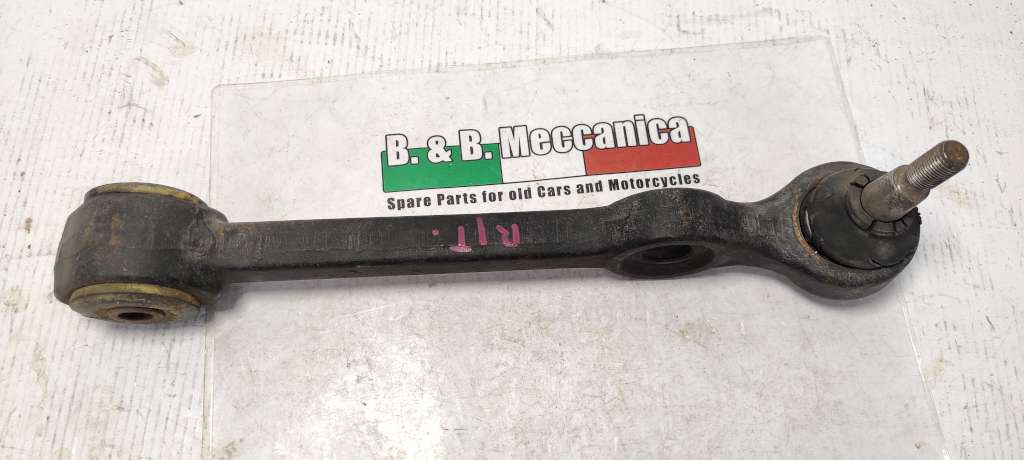 B. & B. Meccanica
Spare Parts for old Cars and Motorcycles
RIT.